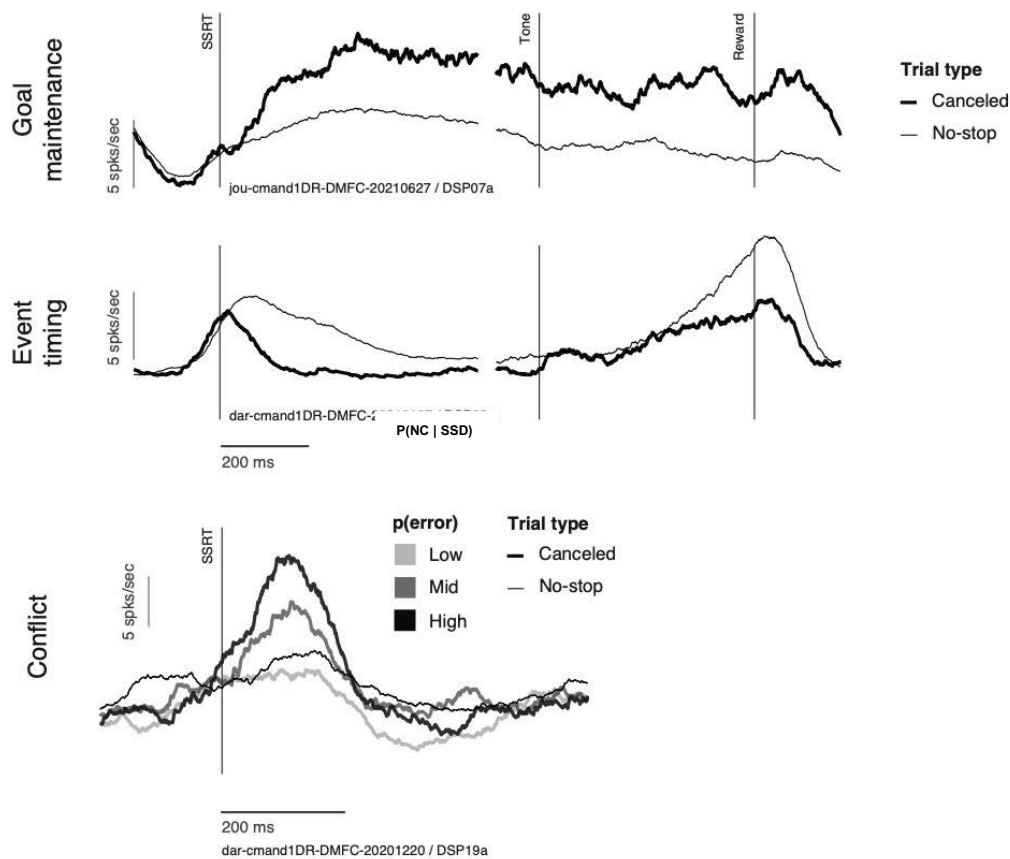 Goal
maintenance
5 spks/sec
SSRT
Tone
Reward
Trial type
Canceled
No-stop
jou-cmand1DR-DMFC-20210627 / DSP07a
Event
timing
5 spks/sec
dar-cmand1DR-DMFC-
P(NC | SSD)
200 ms
Conflict
5 spks/sec
SSRT
p(error)
Low
Mid
High
Trial type
Canceled
No-stop
200 ms
dar-cmand1DR-DMFC-20201220 / DSP19a